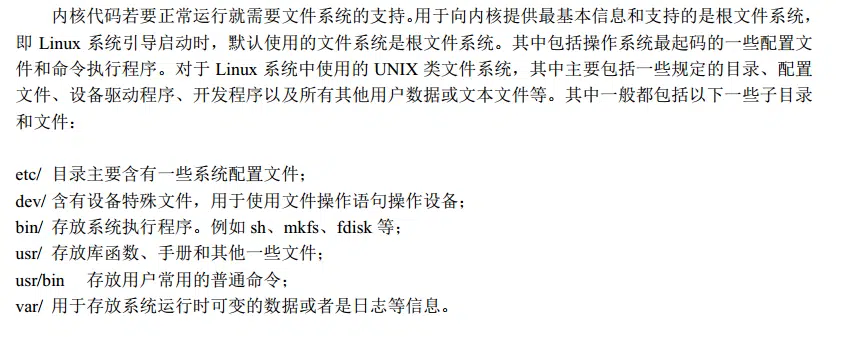 内核代码若要正常运行就需要文件系统的支持。用于向内核提供最基本信息和支持的是根文件系统，
即 Linux 系统引导启动时，默认使用的文件系统是根文件系统。其中包括操作系统最起码的一些配置文
件和命令执行程序。对于 Linux 系统中使用的 UNIX 类文件系统，其中主要包括一些规定的目录、配置
文件、设备驱动程序、开发程序以及所有其他用户数据或文本文件等。其中一般都包括以下一些子目录
和文件：
etc/ 目录主要含有一些系统配置文件；
dev/ 含有设备特殊文件，用于使用文件操作语句操作设备；
bin/ 存放系统执行程序。例如 sh、mkfs、fdisk 等；
usr/ 存放库函数、手册和其他一些文件；
usr/bin 存放用户常用的普通命令；
var/ 用于存放系统运行时可变的数据或者是日志等信息。